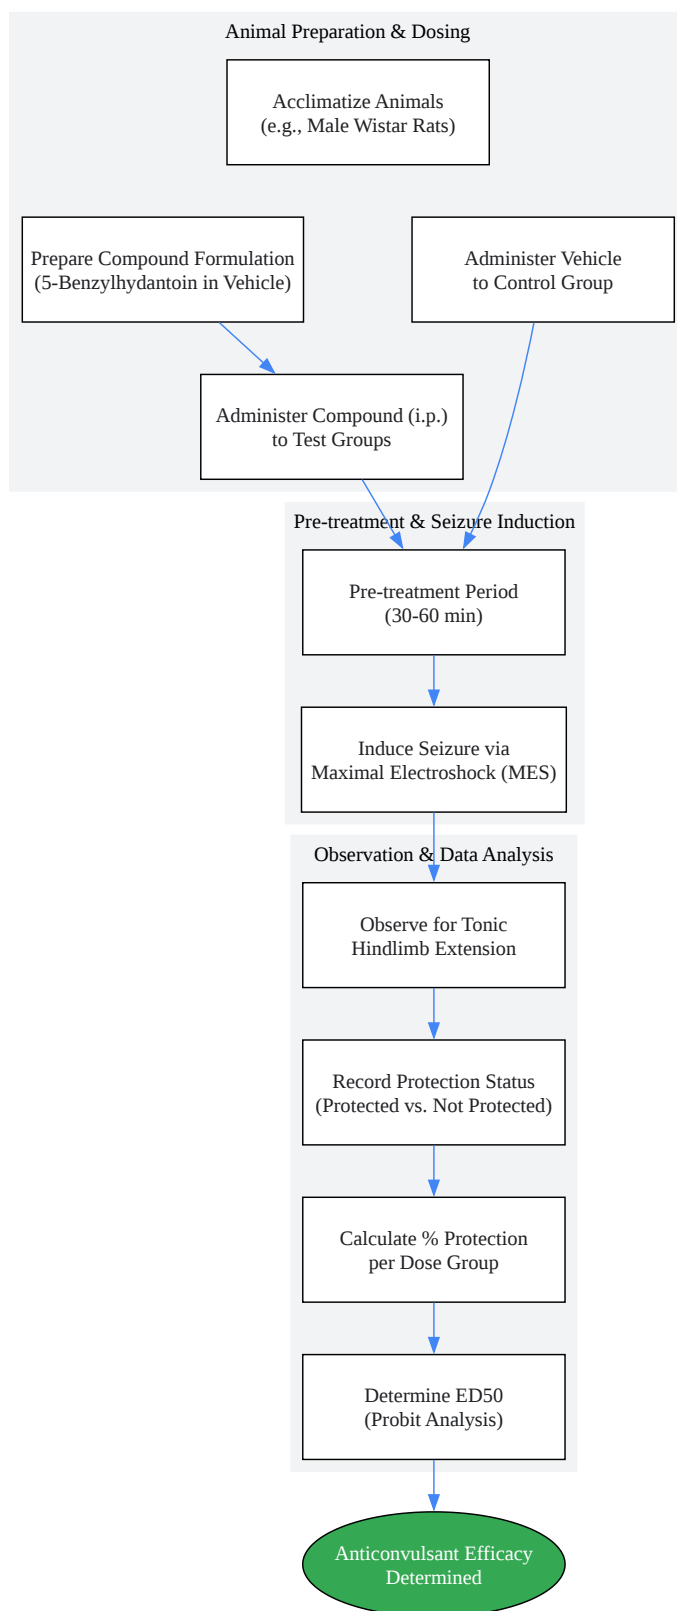 Animal Preparation & Dosing
Acclimatize Animals
(e.g., Male Wistar Rats)
Prepare Compound Formulation
(5-Benzylhydantoin in Vehicle)
Administer Vehicle
to Control Group
Administer Compound (i.p.)
to Test Groups
Pre-treatment & Seizure Induction
Pre-treatment Period
(30-60 min)
Induce Seizure via
Maximal Electroshock (MES)
Observation & Data Analysis
Observe for Tonic
Hindlimb Extension
Record Protection Status
(Protected vs. Not Protected)
Calculate % Protection
per Dose Group
Determine ED50
(Probit Analysis)
Anticonvulsant Efficacy
Determined